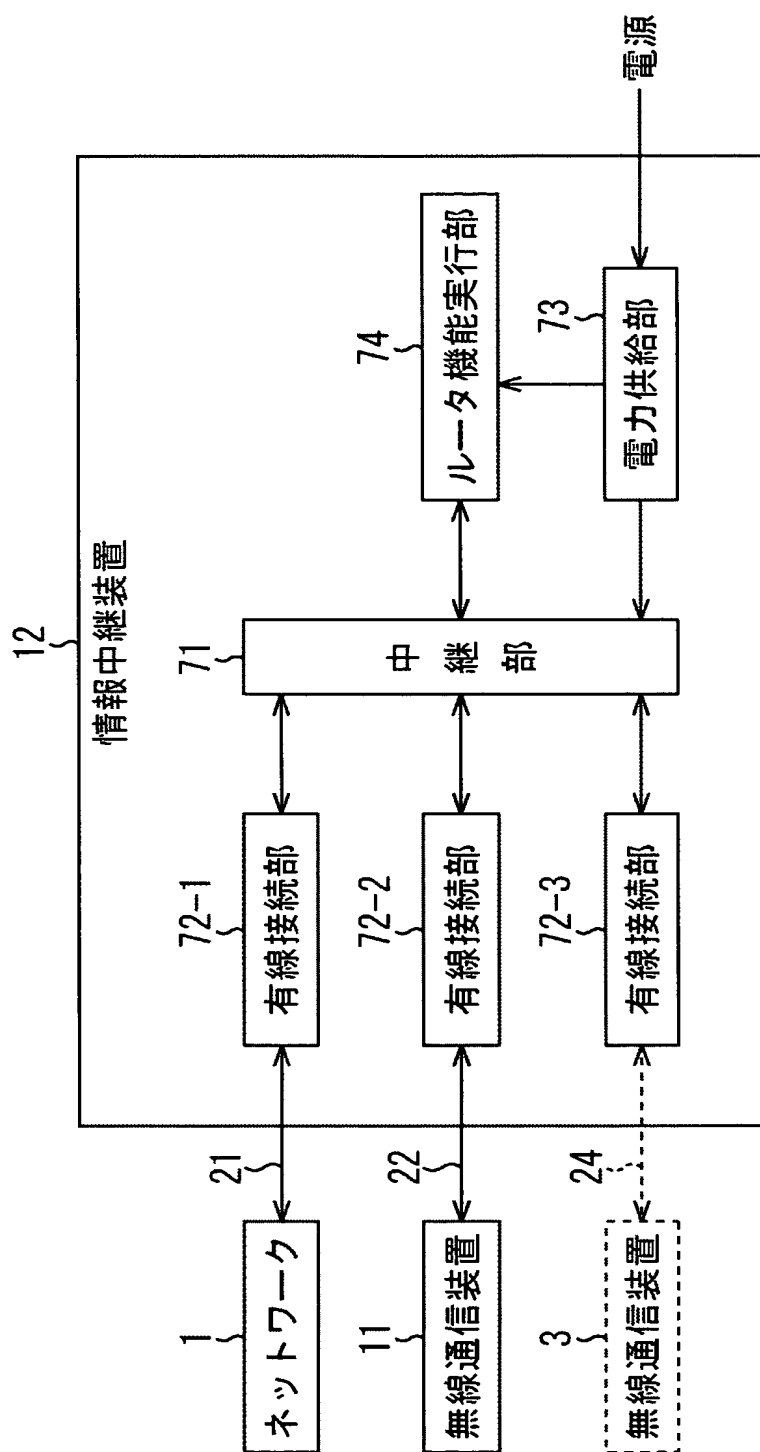 12
情報中継装置
1
ネットワーク
21
72-1
有線接続部
11
無線通信装置
22
72-2
有線接続部
3
無線通信装置
24
72-3
有線接続部
71
中継部
74
ルータ機能実行部
73
電力供給部
電源